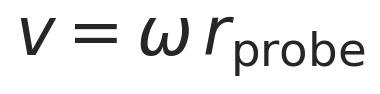 v = ω r_probe